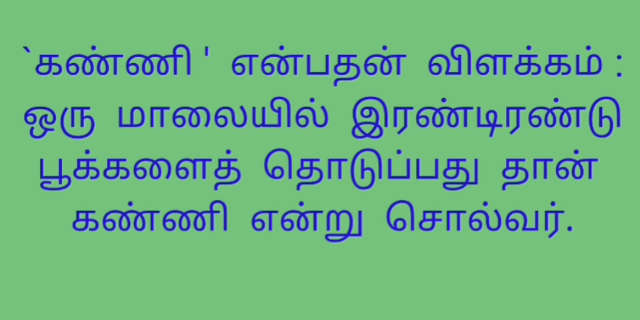 `கண்ணி' என்பதன் விளக்கம் :
ஒரு மாலையில் இரண்டிரண்டு
பூக்களைத் தொடுப்பது தான்
கண்ணி என்று சொல்வர்.